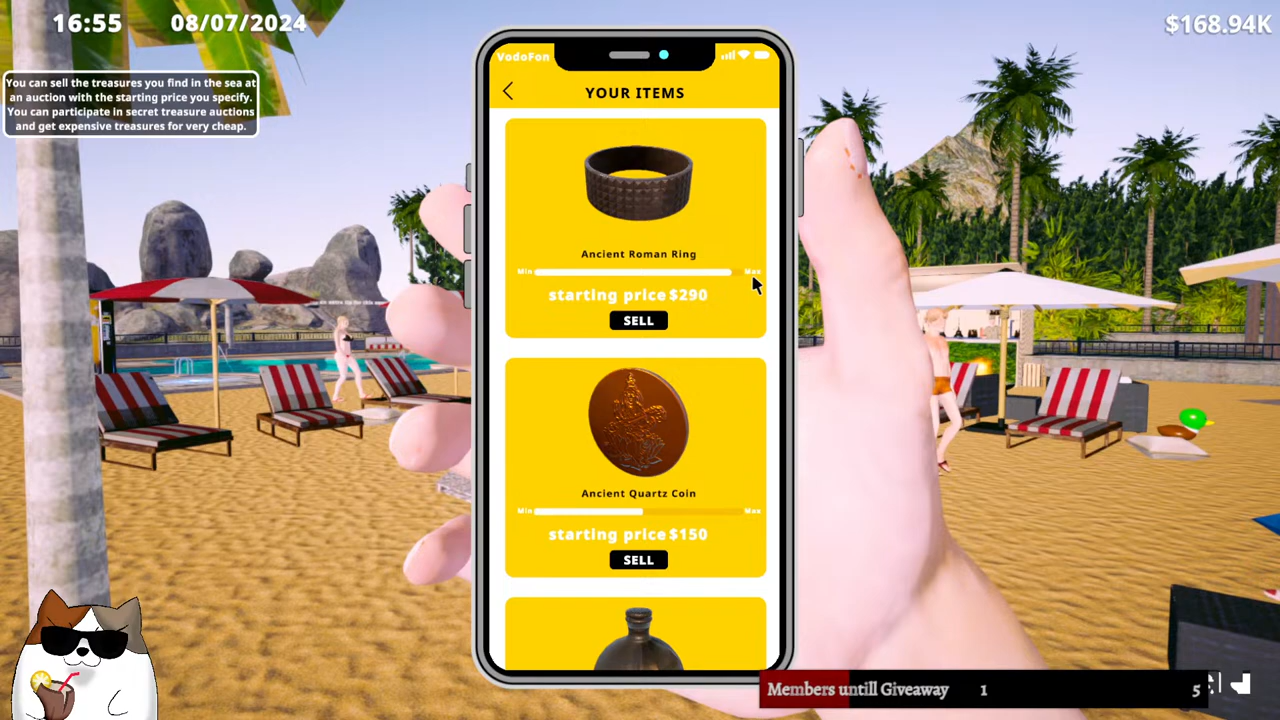 16:55
08/07/2024
$168.94K
You can sell the treasures you find in the sea at
an auction with the starting price you specify.
You can participate in secret treasure auctions
and get expensive treasures for very cheap.
VodoFon
YOUR ITEMS
Ancient Roman Ring
Min Max
starting price $290
SELL
Ancient Quartz Coin
Min Max
starting price $150
SELL
Members untill Giveaway 1 5